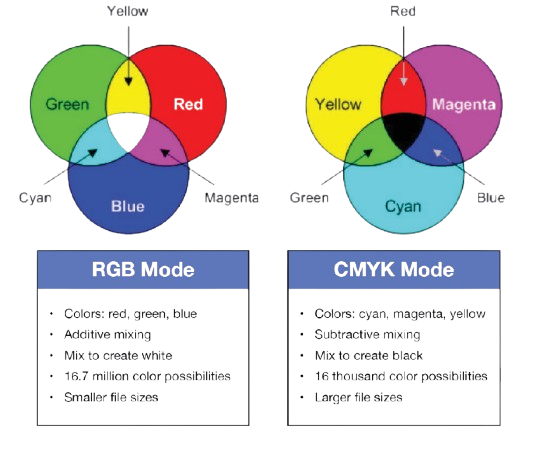 Yellow
Green
Red
Cyan
Blue
Magenta
Red
Yellow
Magenta
Green
Cyan
Blue
RGB Mode
• Colors: red, green, blue
• Additive mixing
• Mix to create white
• 16.7 million color possibilities
• Smaller file sizes
CMYK Mode
• Colors: cyan, magenta, yellow
• Subtractive mixing
• Mix to create black
• 16 thousand color possibilities
• Larger file sizes